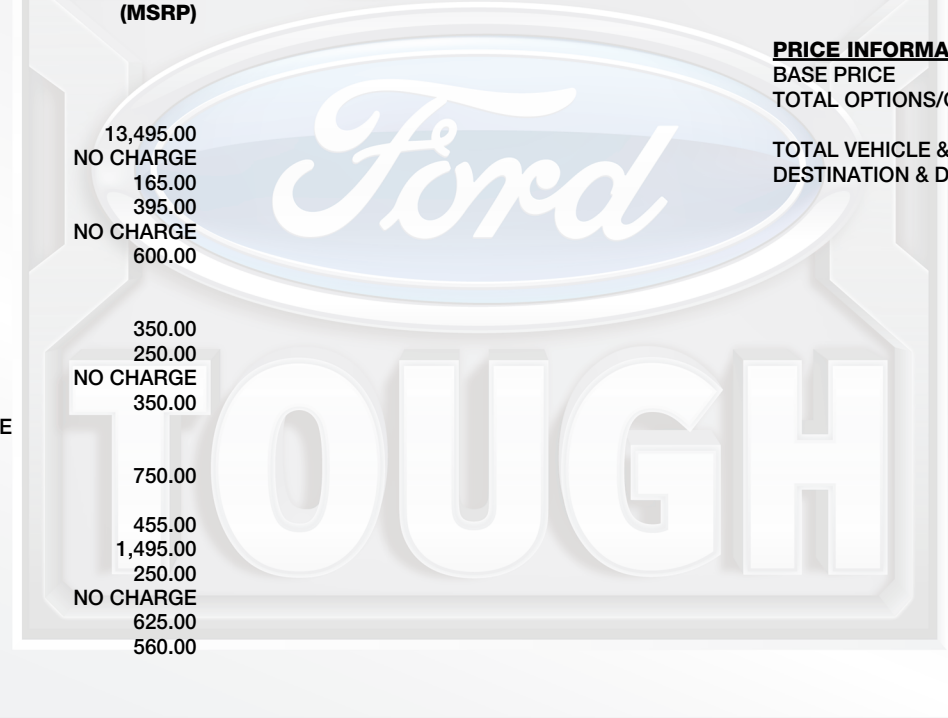 (MSRP)
13,495.00
NO CHARGE
165.00
395.00
NO CHARGE
600.00
350.00
250.00
NO CHARGE
350.00
E
750.00
455.00
1,495.00
250.00
NO CHARGE
625.00
560.00
PRICE INFORMA
BASE PRICE
TOTAL OPTIONS/
TOTAL VEHICLE &
DESTINATION & D
Ford
TOUGH